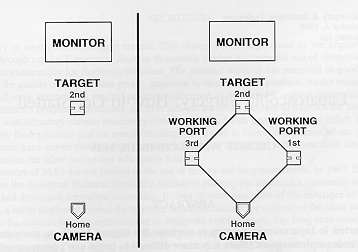 MONITOR
TARGET
2nd
Home
CAMERA
MONITOR
TARGET
2nd
WORKING
PORT
3rd
WORKING
PORT
1st
Home
CAMERA